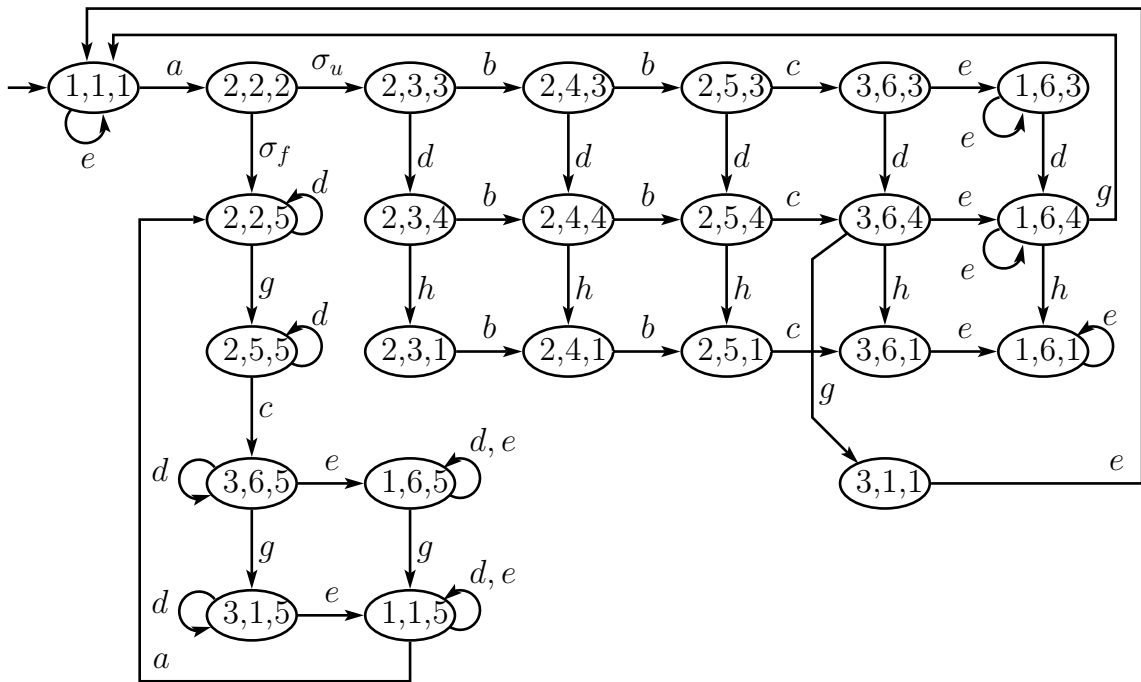 1,1,1 a 2,2,2 σu 2,3,3 b 2,4,3 b 2,5,3 c 3,6,3 e 1,6,3
e σf d d d d e d
2,2,5 d 2,3,4 b 2,4,4 b 2,5,4 c 3,6,4 e 1,6,4 g
g h h h h e h
2,5,5 d 2,3,1 b 2,4,1 b 2,5,1 c 3,6,1 e 1,6,1 e
c g
d 3,6,5 e 1,6,5 d, e 3,1,1 e
g g
d 3,1,5 e 1,1,5 d, e
a